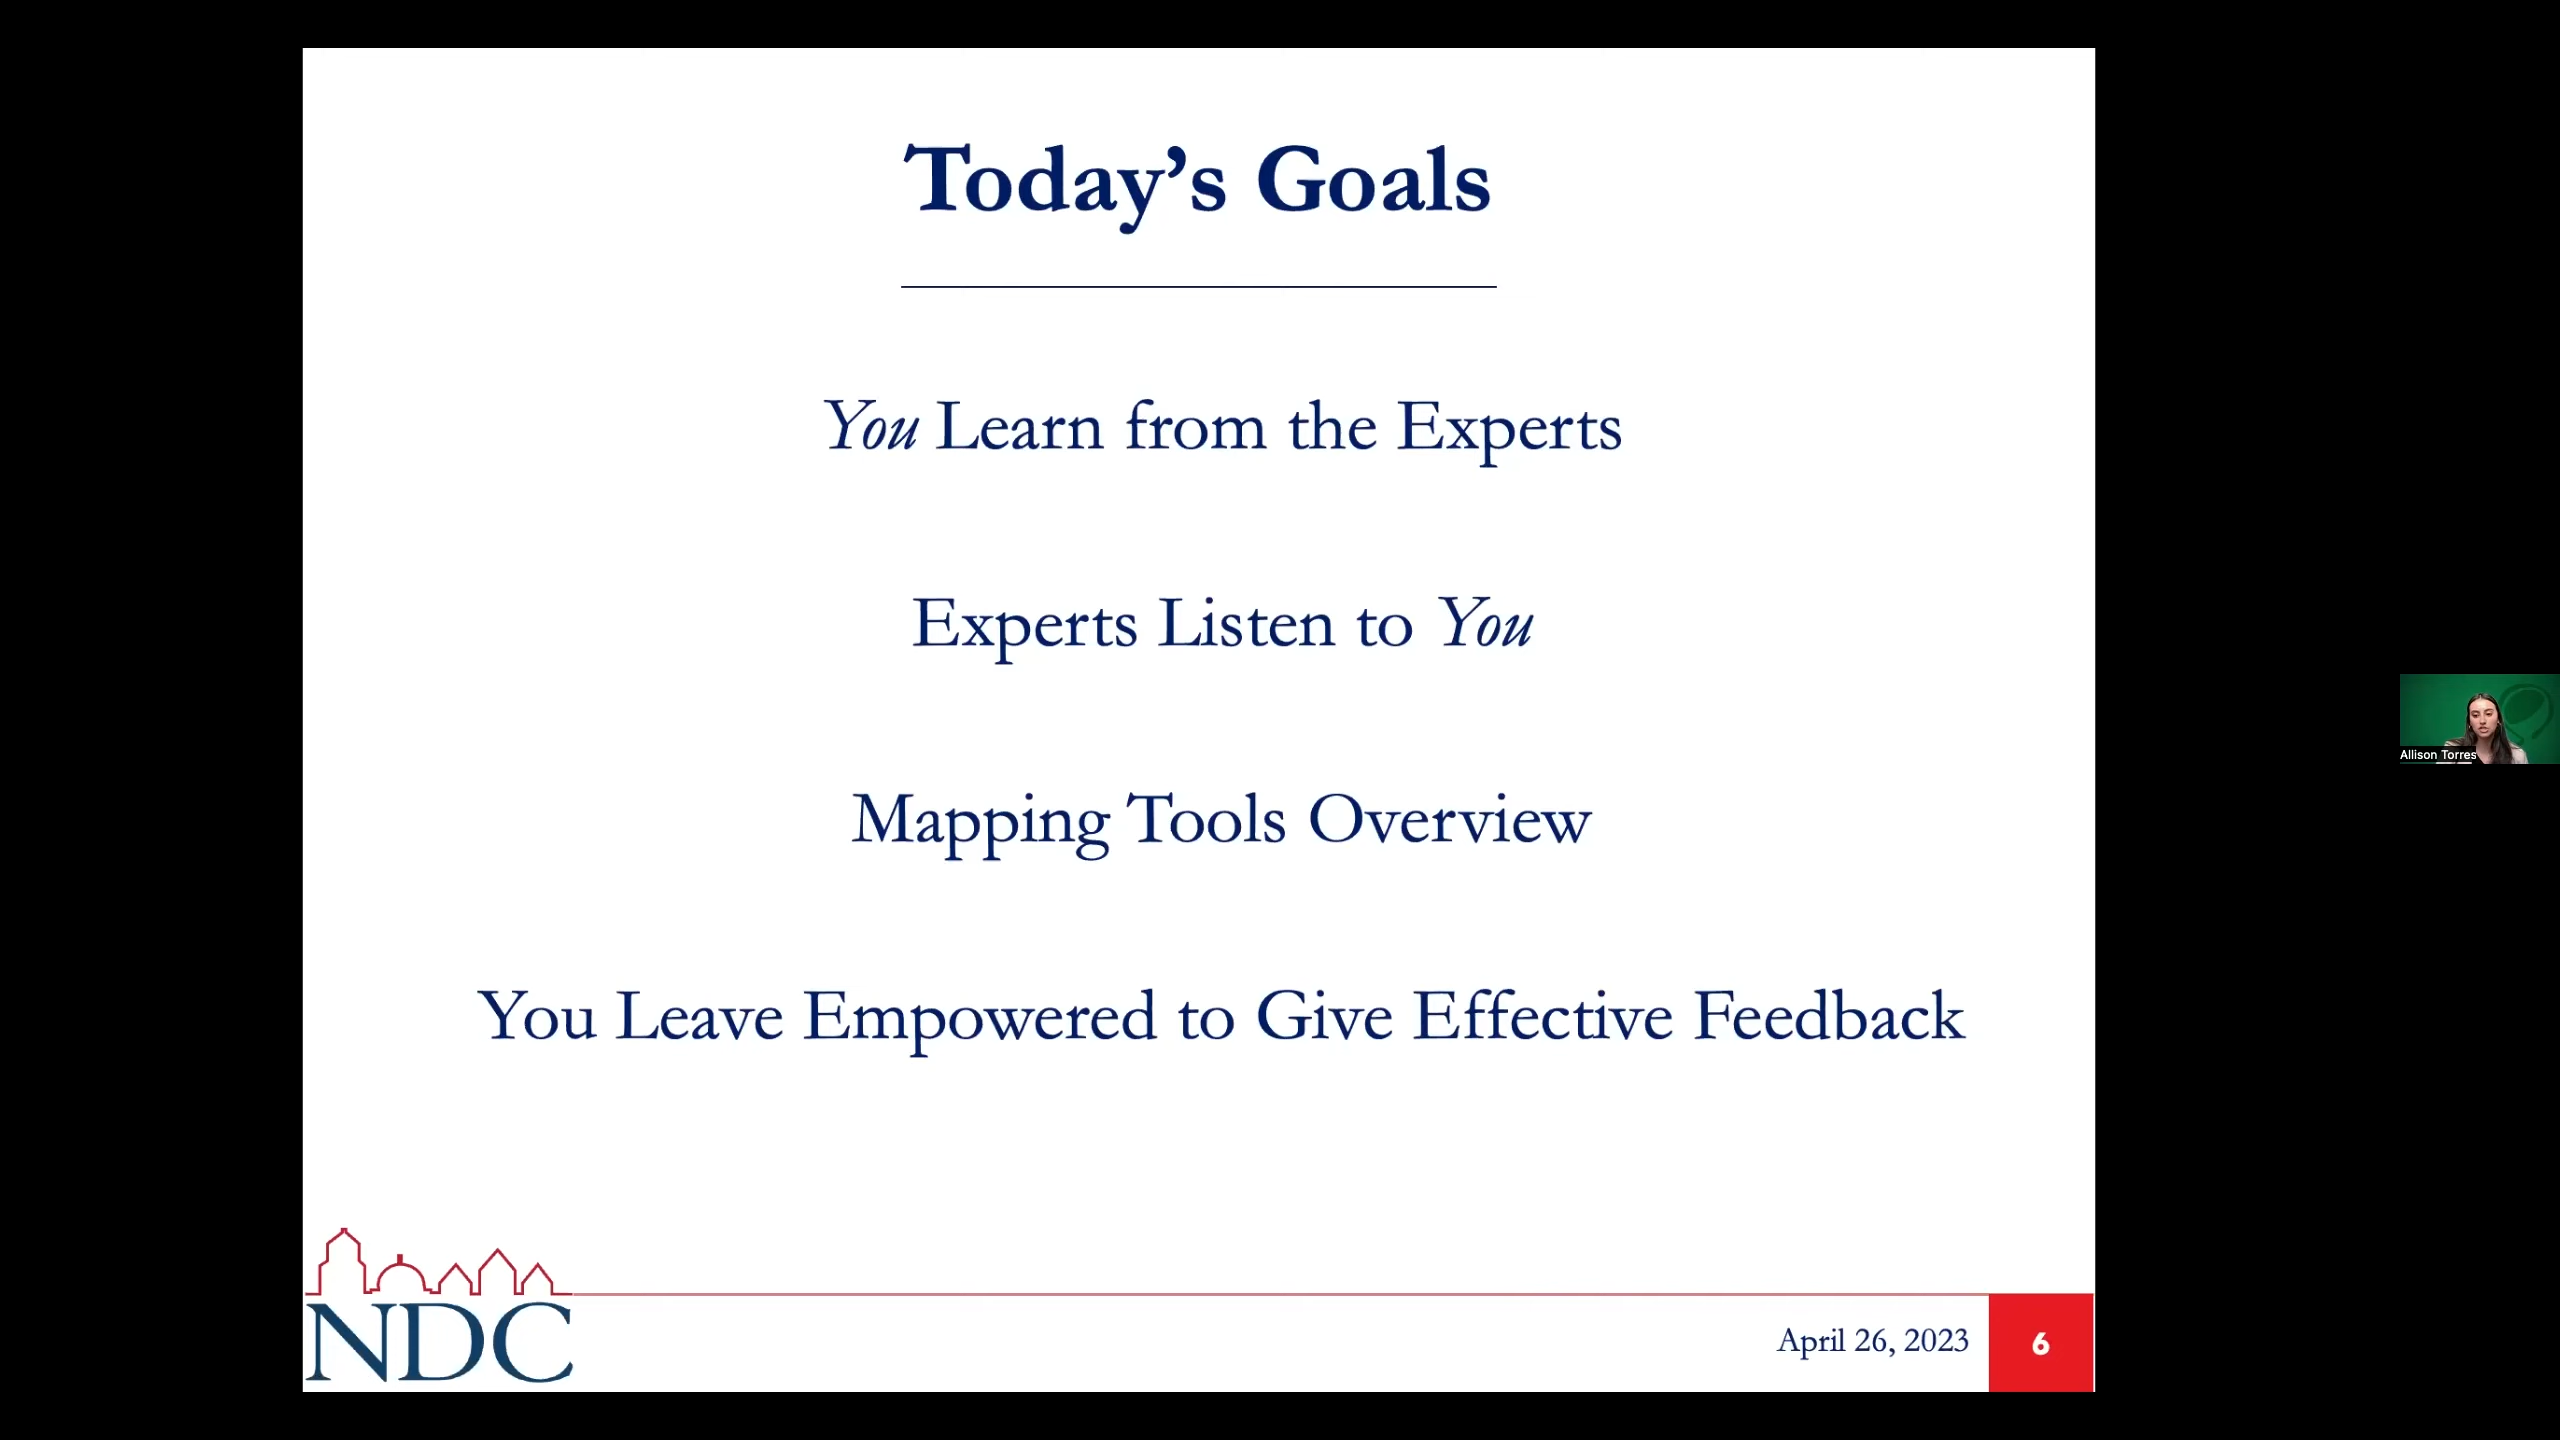 Today’s Goals
You Learn from the Experts
Experts Listen to You
Mapping Tools Overview
You Leave Empowered to Give Effective Feedback
Allison Torres
NDC
April 26, 2023
6